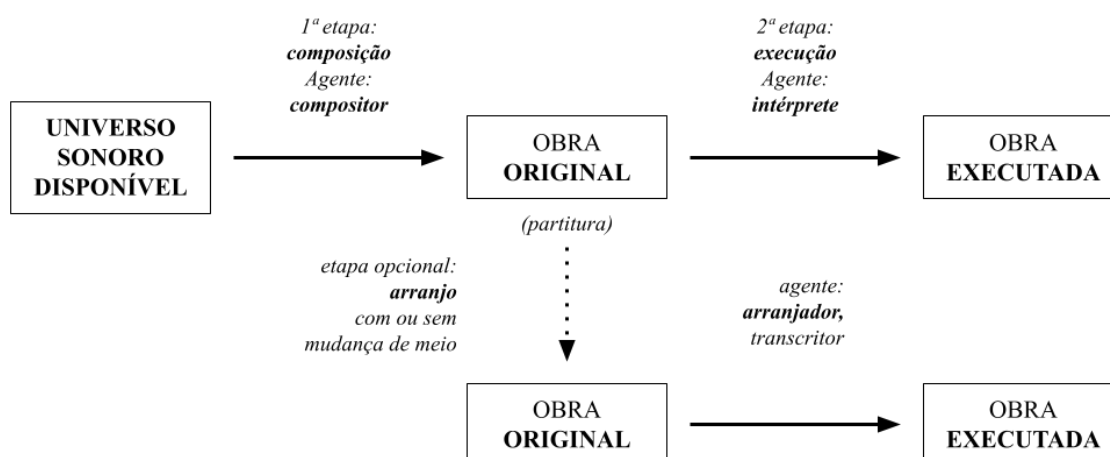 1ª etapa:
composição
Agente:
compositor
2ª etapa:
execução
Agente:
intérprete
UNIVERSO
SONORO
DISPONÍVEL
OBRA
ORIGINAL
OBRA
EXECUTADA
(partitura)
etapa opcional:
arranjo
com ou sem
mudança de meio
agente:
arranjador,
transcritor
OBRA
ORIGINAL
OBRA
EXECUTADA